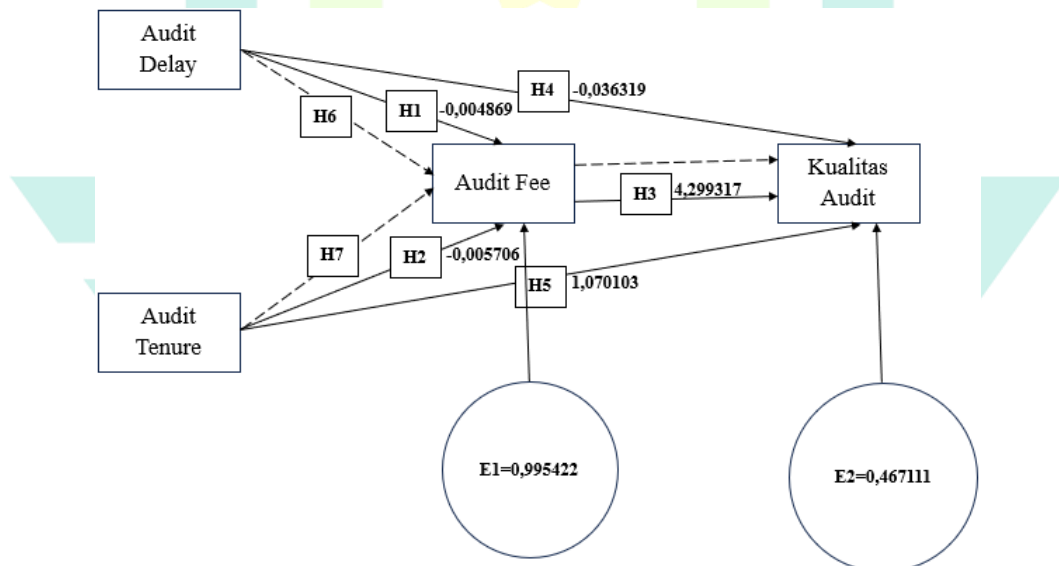 Audit
Delay
H4
-0,036319
H1
-0,004869
H6
Audit Fee
Kualitas
Audit
H3
4,299317
H7
H2
-0,005706
H5
1,070103
Audit
Tenure
E1=0,995422
E2=0,467111